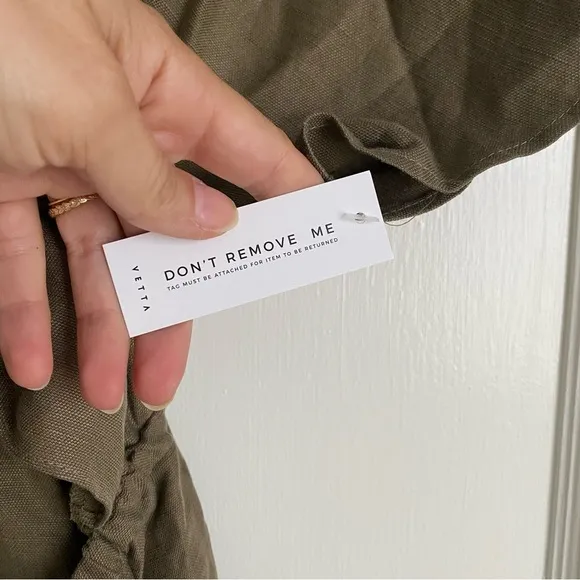 VETTA
DON'T REMOVE ME
TAG MUST BE ATTACHED FOR ITEM TO BE RETURNED